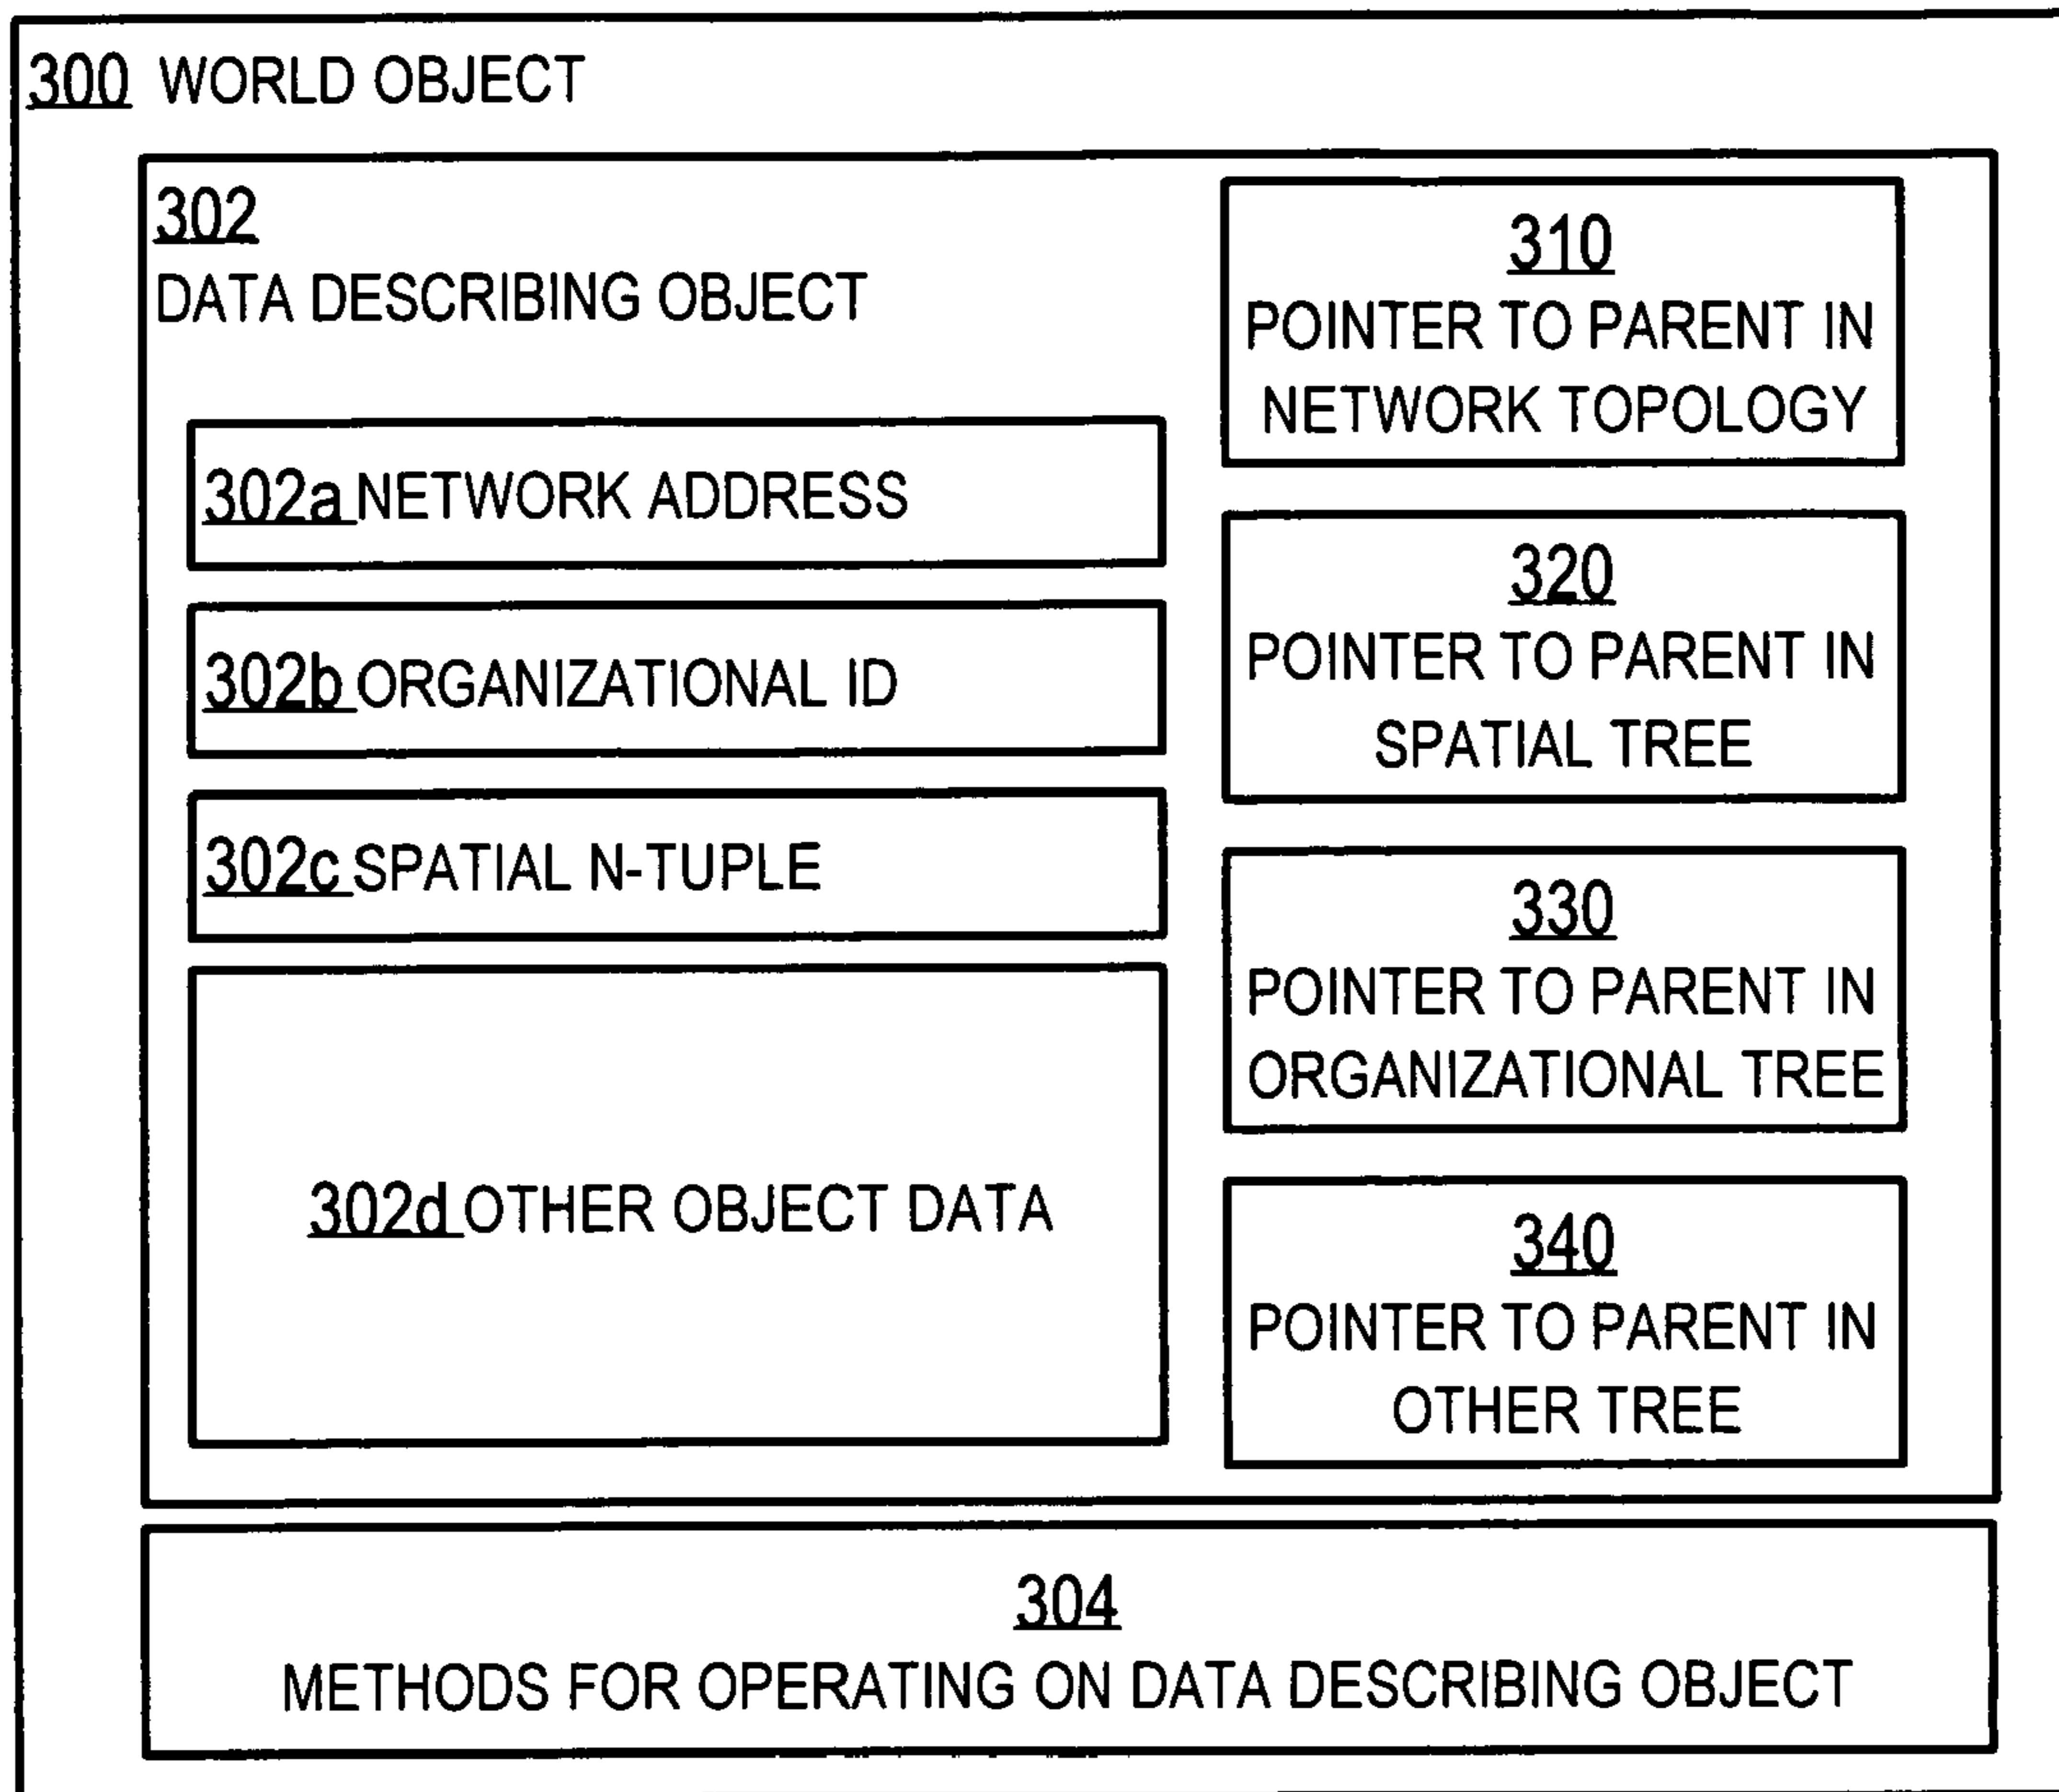 300 WORLD OBJECT
302
DATA DESCRIBING OBJECT
302a NETWORK ADDRESS
302b ORGANIZATIONAL ID
302c SPATIAL N-TUPLE
302d OTHER OBJECT DATA
310
POINTER TO PARENT IN
NETWORK TOPOLOGY
320
POINTER TO PARENT IN
SPATIAL TREE
330
POINTER TO PARENT IN
ORGANIZATIONAL TREE
340
POINTER TO PARENT IN
OTHER TREE
304
METHODS FOR OPERATING ON DATA DESCRIBING OBJECT